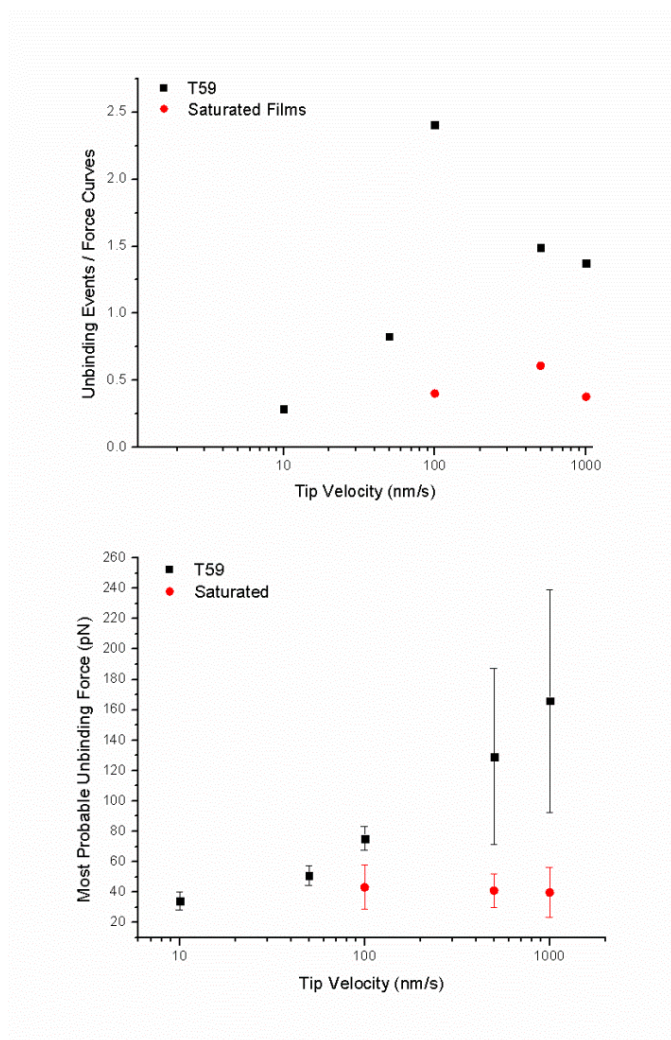 T59
Saturated Films
2.5
2.0
1.5
1.0
0.5
0.0
Unbinding Events / Force Curves
10 100 1000
Tip Velocity (nm/s)
T59
Saturated
260
240
220
200
180
160
140
120
100
80
60
40
20
Most Probable Unbinding Force (pN)
10 100 1000
Tip Velocity (nm/s)